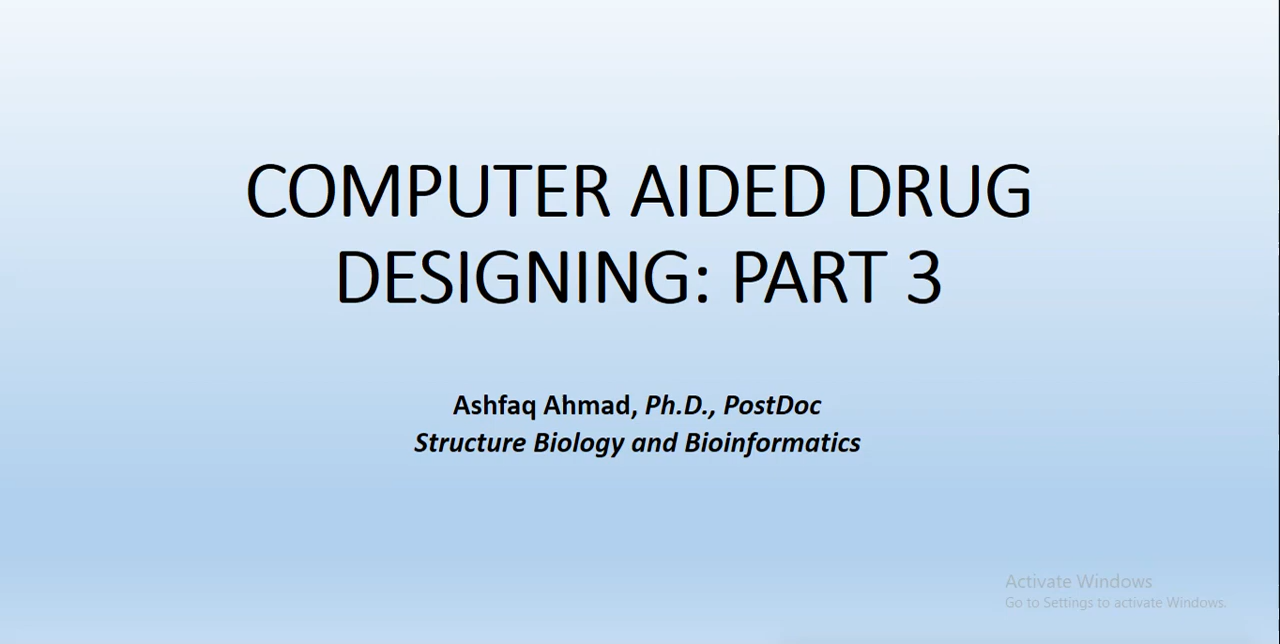 COMPUTER AIDED DRUG
DESIGNING: PART 3
Ashfaq Ahmad, Ph.D., PostDoc
Structure Biology and Bioinformatics
Activate Windows
Go to Settings to activate Windows.